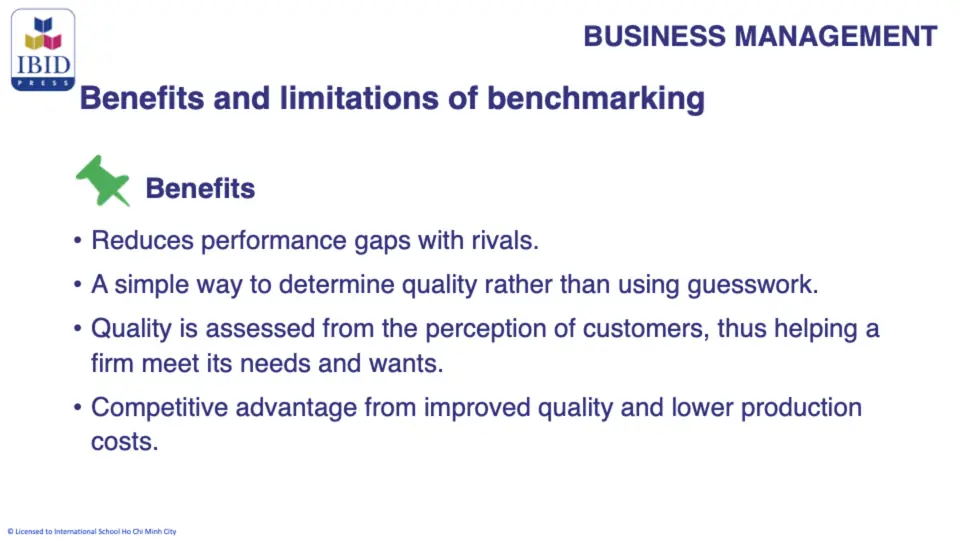 BUSINESS MANAGEMENT
IBID
PRESS
Benefits and limitations of benchmarking
Benefits
• Reduces performance gaps with rivals.
• A simple way to determine quality rather than using guesswork.
• Quality is assessed from the perception of customers, thus helping a
firm meet its needs and wants.
• Competitive advantage from improved quality and lower production
costs.
© Licensed to International School Ho Chi Minh City